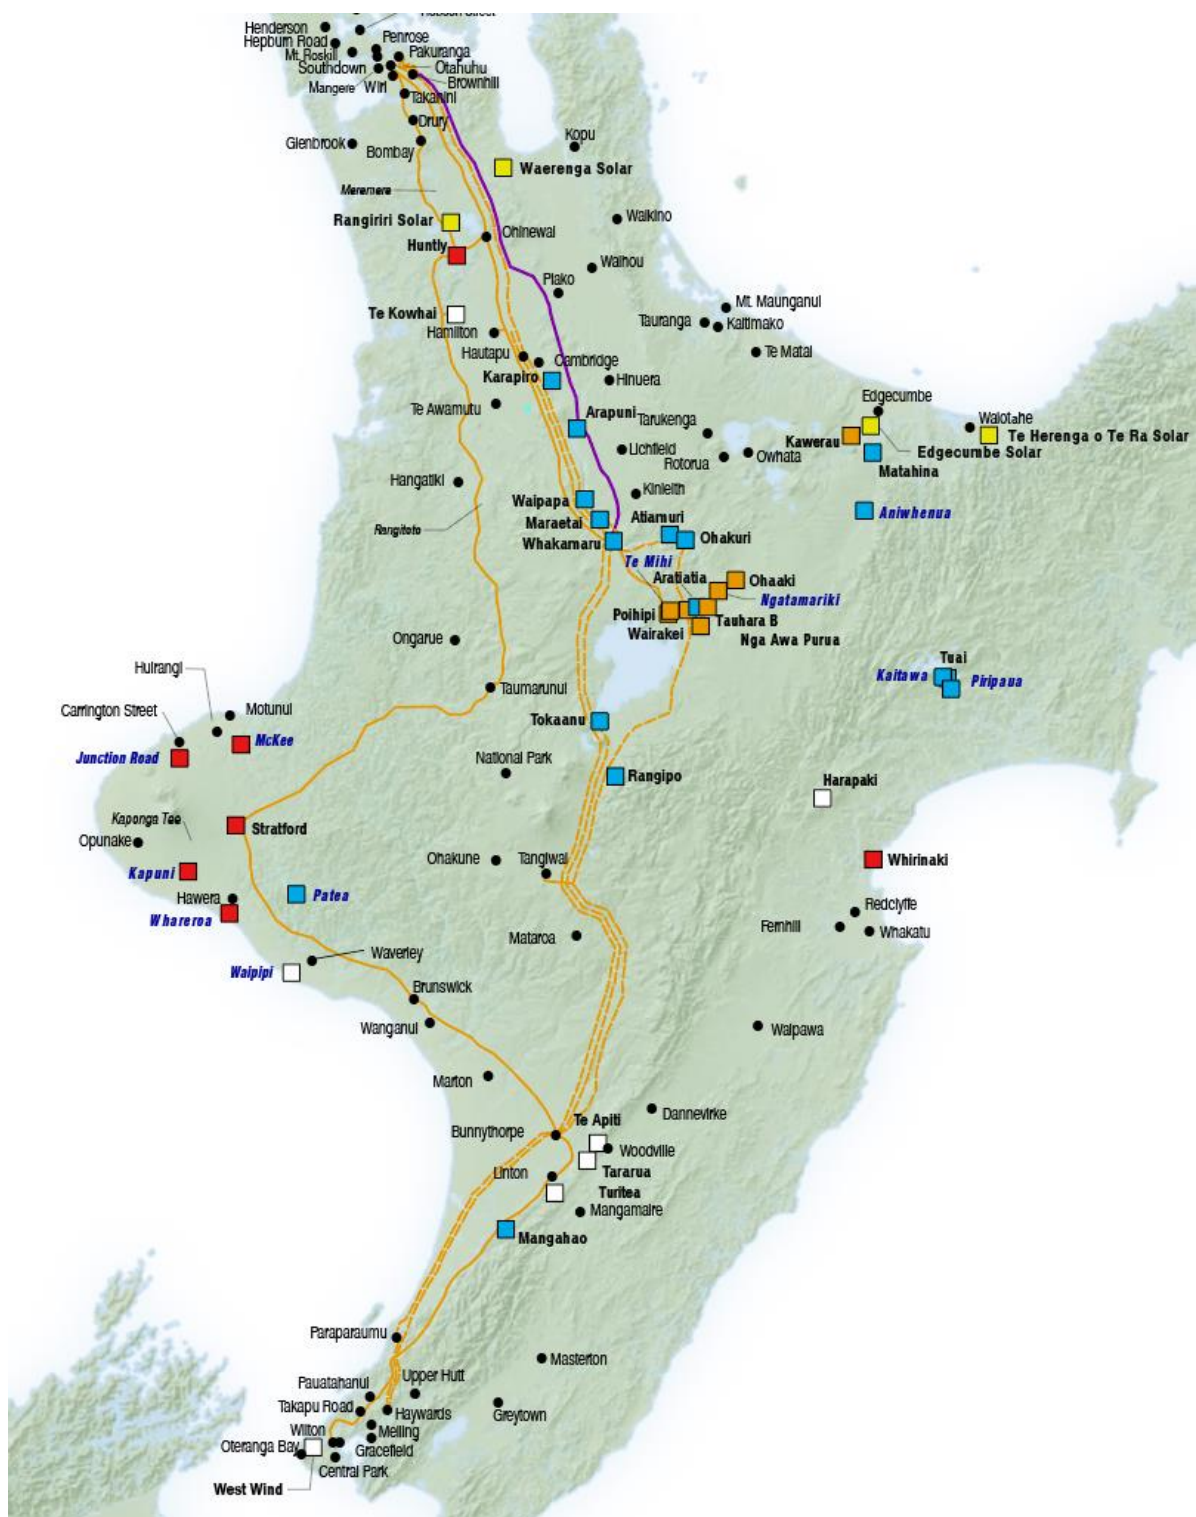 Hobson Street
Henderson
Penrose
Hepburn Road
Mt. Roskill
Pakuranga
Southdown
Otahuhu
Mangere
Wiri
Brownhill
Takanini
Drury
Glenbrook
Bombay
Kopu
Waerenga Solar
Meremere
Rangiriri Solar
Waikino
Ohinewai
Huntly
Waihou
Piako
Te Kowhai
Mt. Maunganui
Tauranga
Kaitimako
Hamilton
Te Matai
Hautapu
Cambridge
Karapiro
Hinuera
Te Awamutu
Arapuni
Edgecumbe
Tarukenga
Waiotahe
Kawerau
Te Herenga o Te Ra Solar
Lichfield
Edgecumbe Solar
Rotorua
Owhata
Matahina
Hangatiki
Kinleith
Waipapa
Aniwhenua
Atiamuri
Maraetai
Rangitoto
Whakamaru
Ohakuri
Te Mihi
Aratiatia
Ohaaki
Ngatamariki
Poihipi
Tauhara B
Wairakei
Nga Awa Purua
Ongarue
Tuai
Huirangi
Kaitawa
Piripaua
Taumarunui
Carrington Street
Motunui
Tokaanu
McKee
Junction Road
National Park
Rangipo
Harapaki
Kaponga Tee
Stratford
Opunake
Ohakune
Tangiwai
Whirinaki
Kapuni
Patea
Hawera
Redclyffe
Whareroa
Fernhill
Whakatu
Mataroa
Waverley
Waipipi
Brunswick
Wanganui
Waipawa
Marton
Dannevirke
Te Apiti
Bunnythorpe
Woodville
Linton
Tararua
Turitea
Mangamaire
Mangahao
Paraparaumu
Masterton
Upper Hutt
Pauatahanui
Takapu Road
Haywards
Greytown
Wilton
Melling
Oteranga Bay
Gracefield
Central Park
West Wind